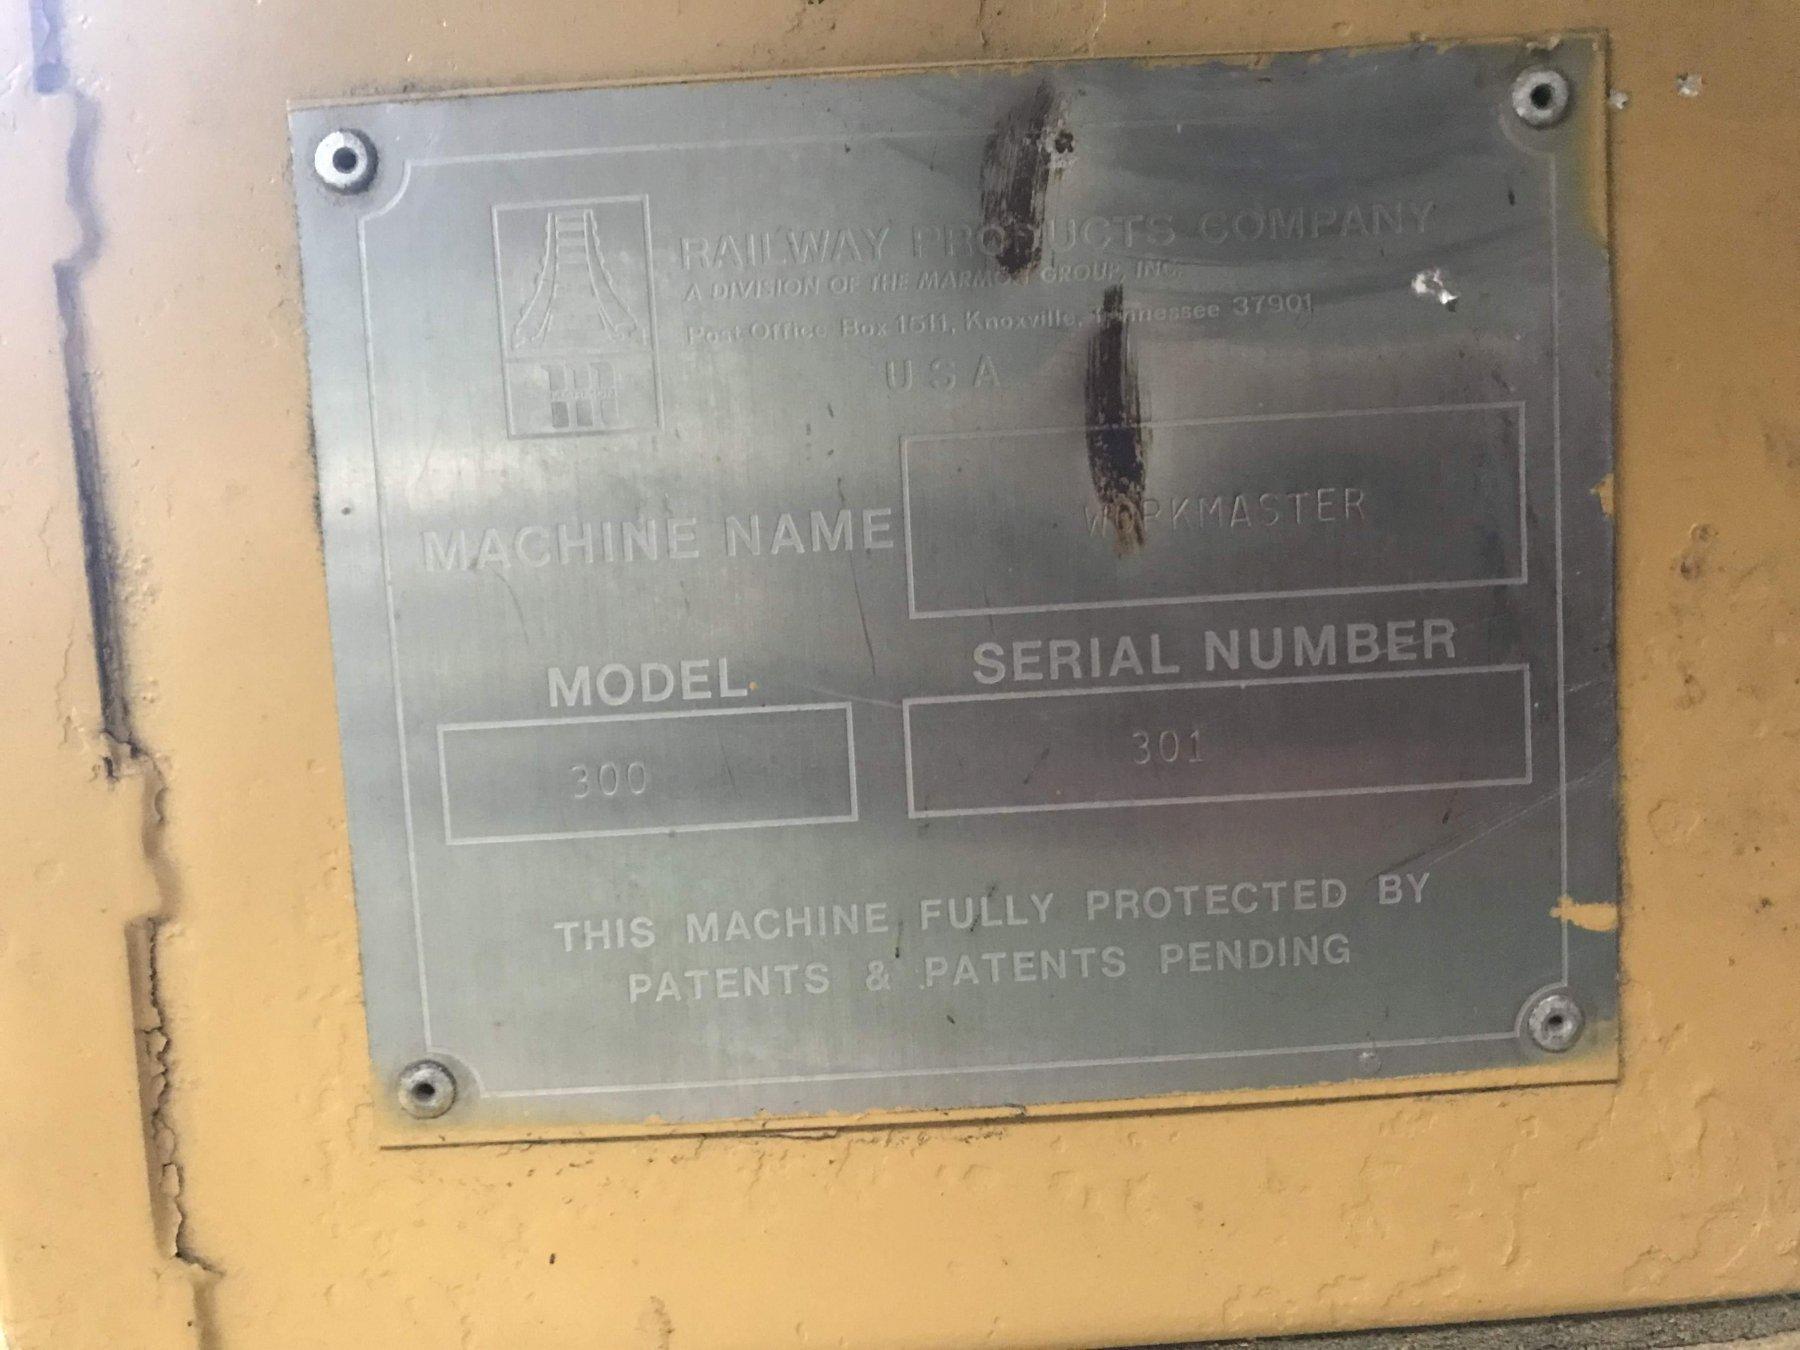 RAILWAY PRODUCTS COMPANY
A DIVISION OF THE MARMON GROUP, INC.
Post Office Box 1511, Knoxville, Tennessee 37901
USA
MARMON
MACHINE NAME
WORKMASTER
MODEL
SERIAL NUMBER
300
301
THIS MACHINE FULLY PROTECTED BY
PATENTS & PATENTS PENDING